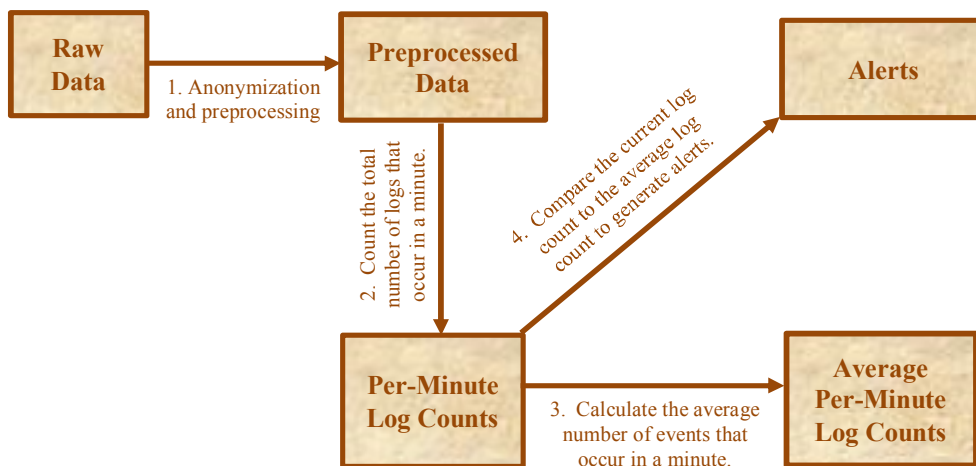 Raw
Data
1. Anonymization
and preprocessing
Preprocessed
Data
Alerts
2. Count the total
number of logs that
occur in a minute.
4. Compare the current log
count to the average log
count to generate alerts.
Per-Minute
Log Counts
3. Calculate the average
number of events that
occur in a minute.
Average
Per-Minute
Log Counts